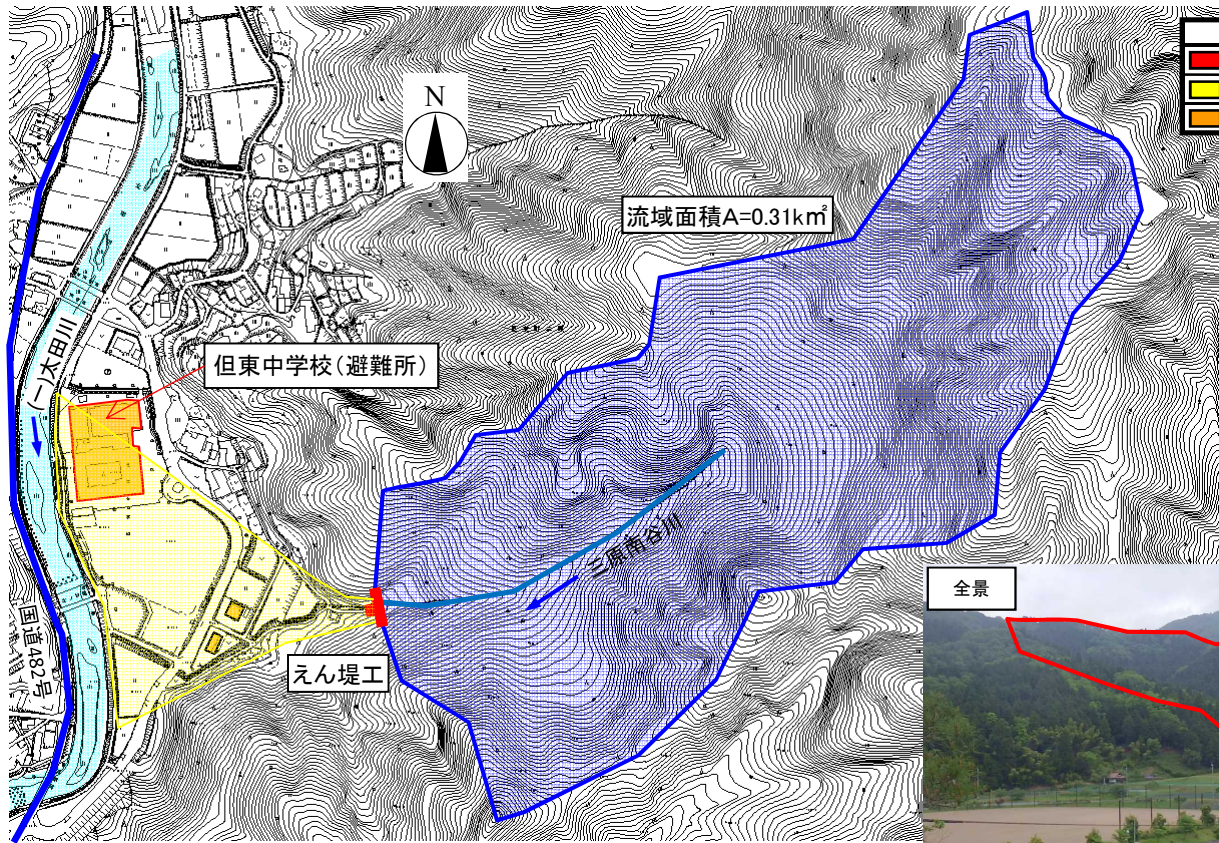 N
流域面積A=0.31k㎡
(一)太田川
但東中学校(避難所)
三原南谷川
国道482号
えん堤工
全景